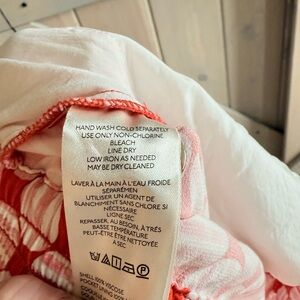 HAND WASH COLD SEPARATELY
USE ONLY NON-CHLORINE
BLEACH
LINE DRY
LOW IRON AS NEEDED
MAY BE DRY CLEANED
LAVER À LA MAIN À L'EAU FROIDE
SÉPARÉMEN
UTILISER UN AGENT DE
BLANCHIMENT SANS CHLORE SI
NÉCESSAIRE
LIGNE SEC
REPASSER, AU BESOIN, À TRÈS
BASSE TEMPÉRATURE
PEUT-ÊTRE ÊTRE NETTOYÉE
À SEC
SHELL 100% VISCOSE